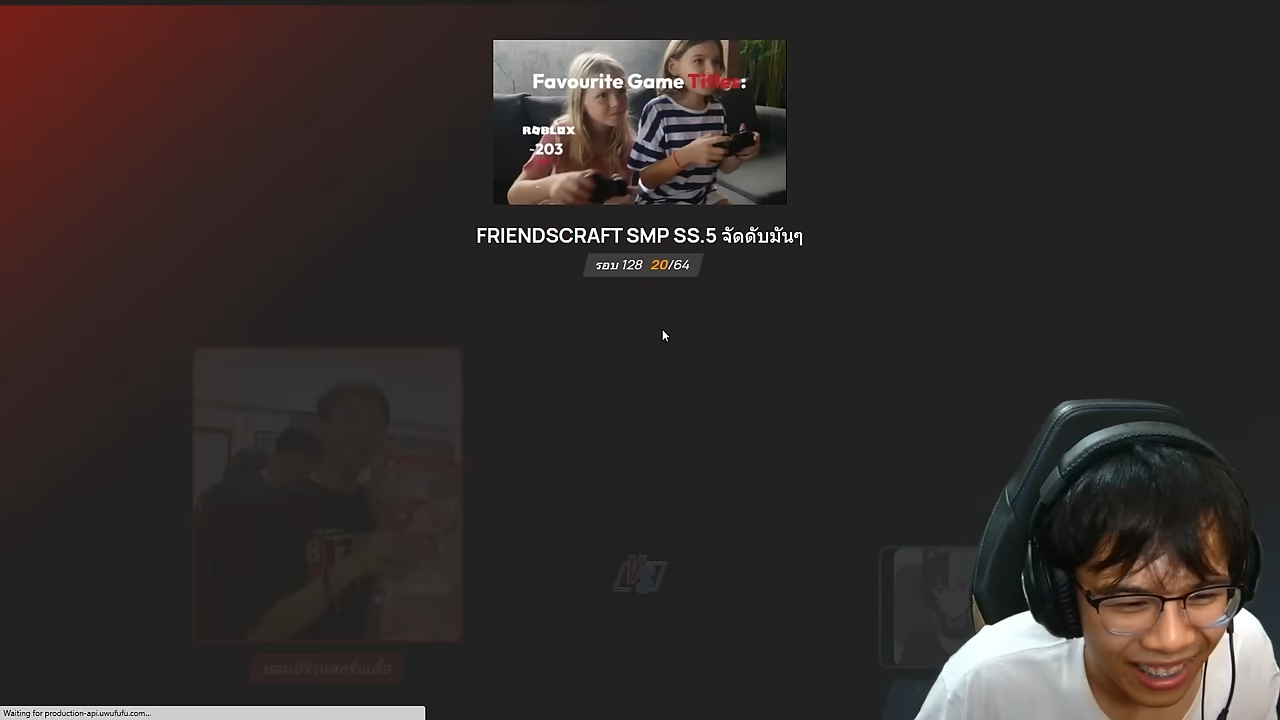 Favourite Game Titles:
ROBLOX
-203
FRIENDSCRAFT SMP SS.5 จัดดับมันๆ
รอบ 128 20/64
VS
Waiting for production-api.uwufufu.com...